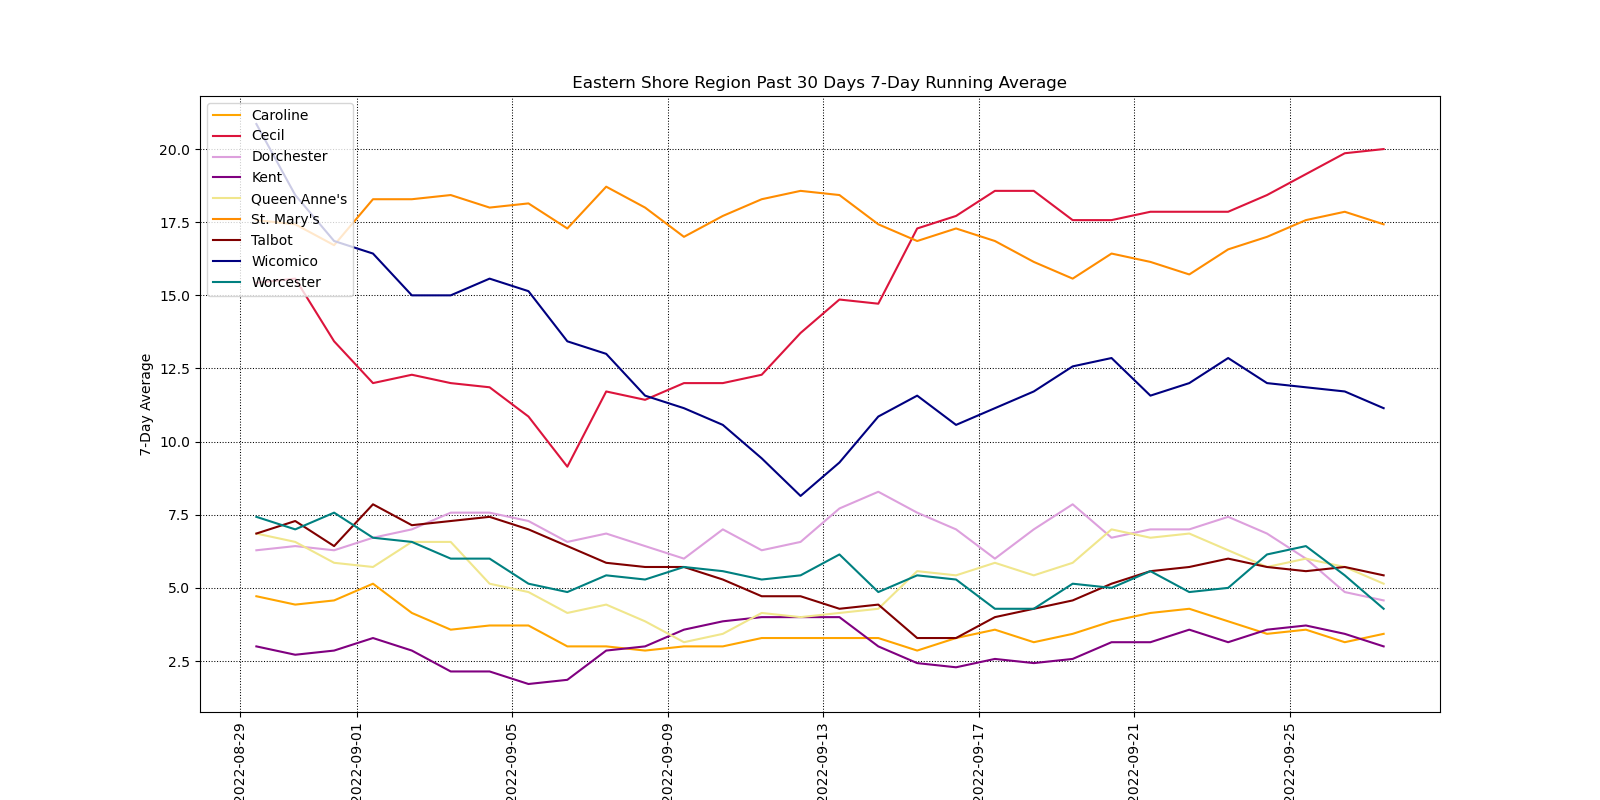 Eastern Shore Region Past 30 Days 7-Day Running Average
Caroline
Cecil
Dorchester
Kent
Queen Anne's
St. Mary's
Talbot
Wicomico
Worcester
7-Day Average
20.0
17.5
15.0
12.5
10.0
7.5
5.0
2.5
2022-08-29
2022-09-01
2022-09-05
2022-09-09
2022-09-13
2022-09-17
2022-09-21
2022-09-25